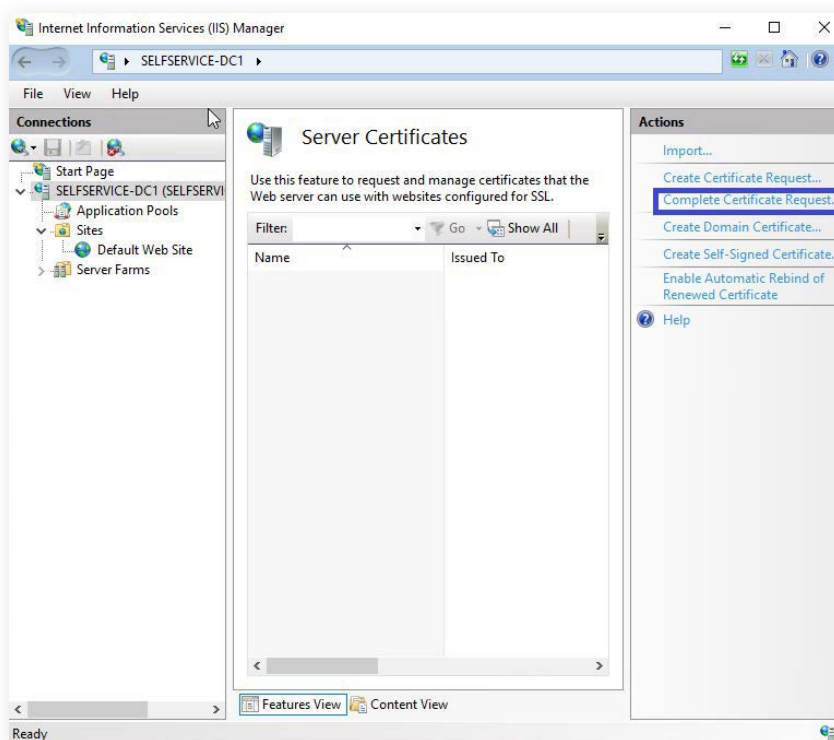 Internet Information Services (IIS) Manager
SELFSERVICE-DC1
File View Help
Connections
Start Page
SELFSERVICE-DC1 (SELFSERVI
Application Pools
Sites
Default Web Site
Server Farms
Server Certificates
Use this feature to request and manage certificates that the
Web server can use with websites configured for SSL.
Filter: Go Show All
Name Issued To
Features View Content View
Actions
Import...
Create Certificate Request...
Complete Certificate Request.
Create Domain Certificate...
Create Self-Signed Certificate.
Enable Automatic Rebind of
Renewed Certificate
Help
Ready